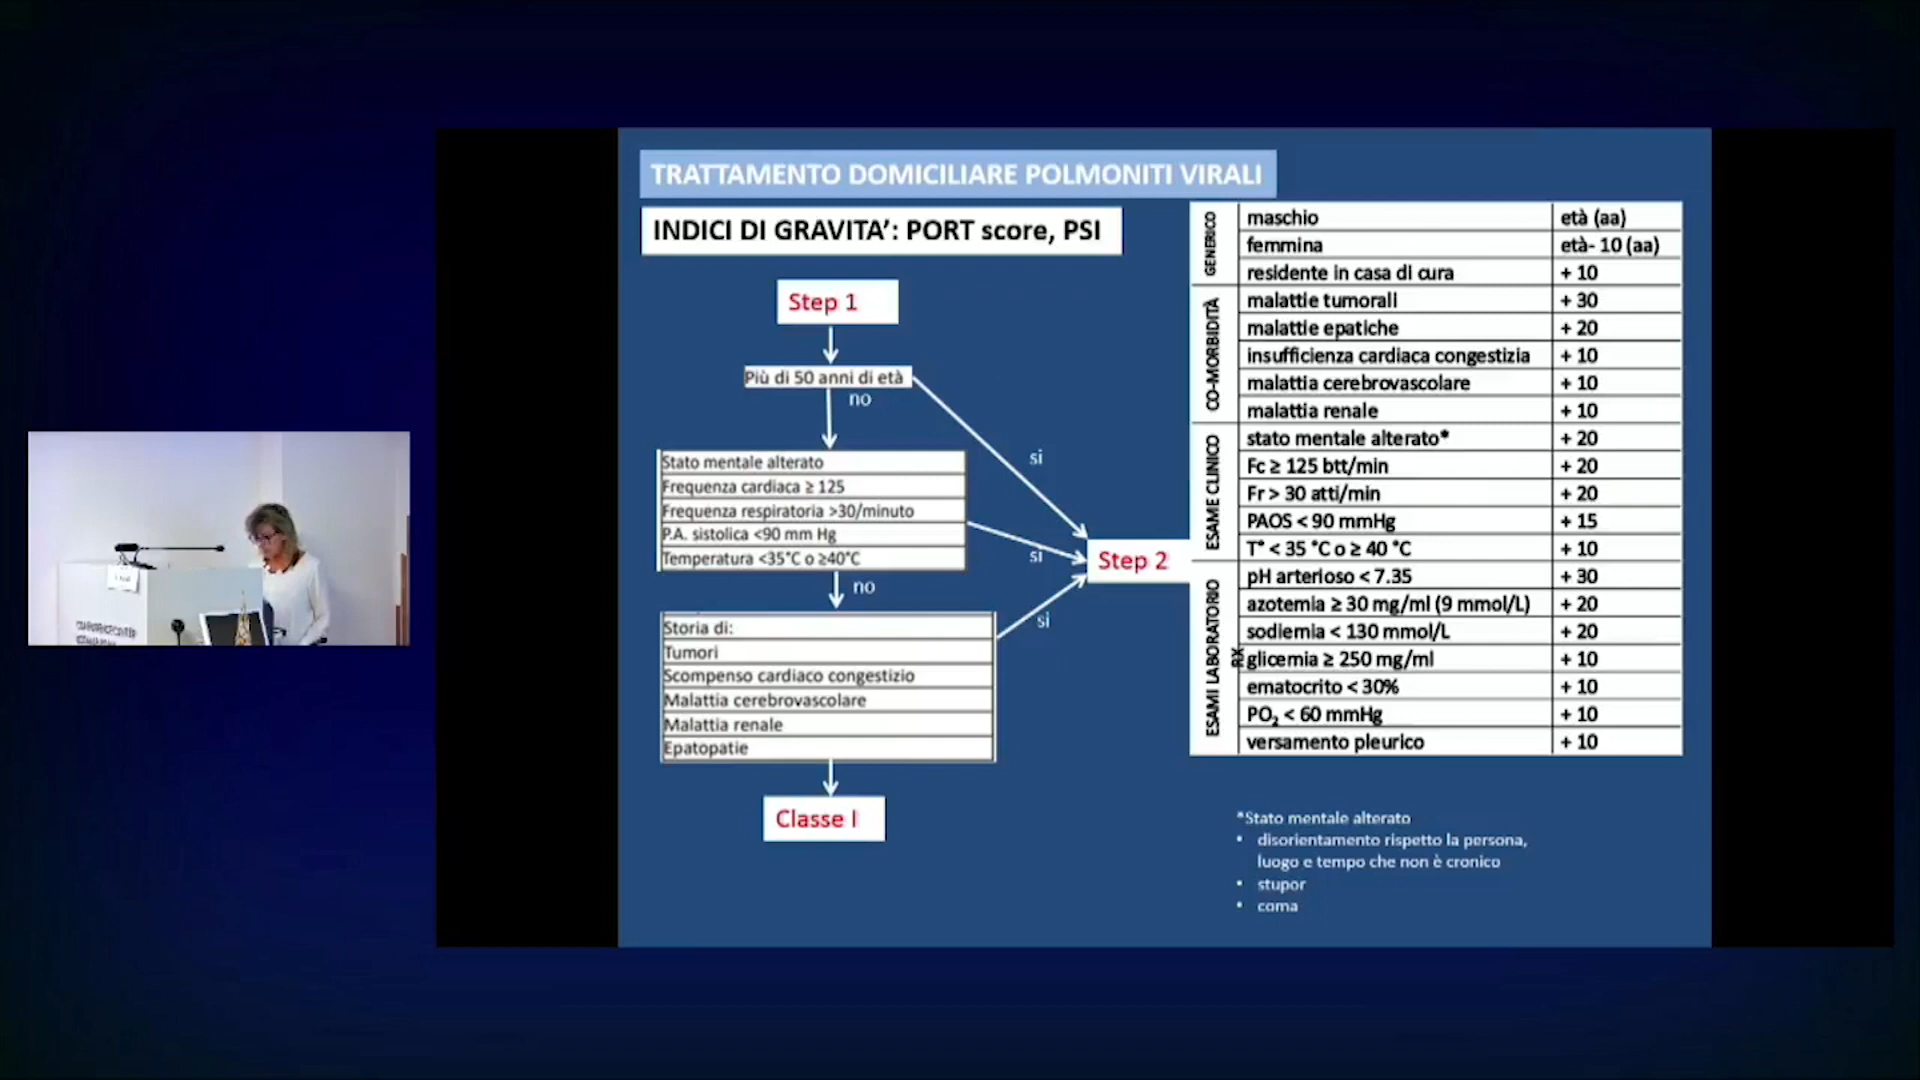 TRATTAMENTO DOMICILIARE POLMONITI VIRALI
INDICI DI GRAVITA': PORT score, PSI
Step 1
Più di 50 anni di età
no
si
Stato mentale alterato
Frequenza cardiaca ≥ 125
Frequenza respiratoria >30/minuto
P.A. sistolica <90 mm Hg
Temperatura <35°C o ≥40°C
si
no
Storia di:
Tumori
Scompenso cardiaco congestizio
Malattia cerebrovascolare
Malattia renale
Epatopatie
si
Classe I
Step 2
GENERICO
maschio età (aa)
femmina età- 10 (aa)
residente in casa di cura + 10
CO-MORBIDITÀ
malattie tumorali + 30
malattie epatiche + 20
insufficienza cardiaca congestizia + 10
malattia cerebrovascolare + 10
malattia renale + 10
ESAME CLINICO
stato mentale alterato* + 20
Fc ≥ 125 btt/min + 20
Fr > 30 atti/min + 20
PAOS < 90 mmHg + 15
T° < 35 °C o ≥ 40 °C + 10
ESAMI LABORATORIO
RX
pH arterioso < 7.35 + 30
azotemia ≥ 30 mg/ml (9 mmol/L) + 20
sodiemia < 130 mmol/L + 20
glicemia ≥ 250 mg/ml + 10
ematocrito < 30% + 10
PO₂ < 60 mmHg + 10
versamento pleurico + 10
*Stato mentale alterato
• disorientamento rispetto la persona,
luogo e tempo che non è cronico
• stupor
• coma